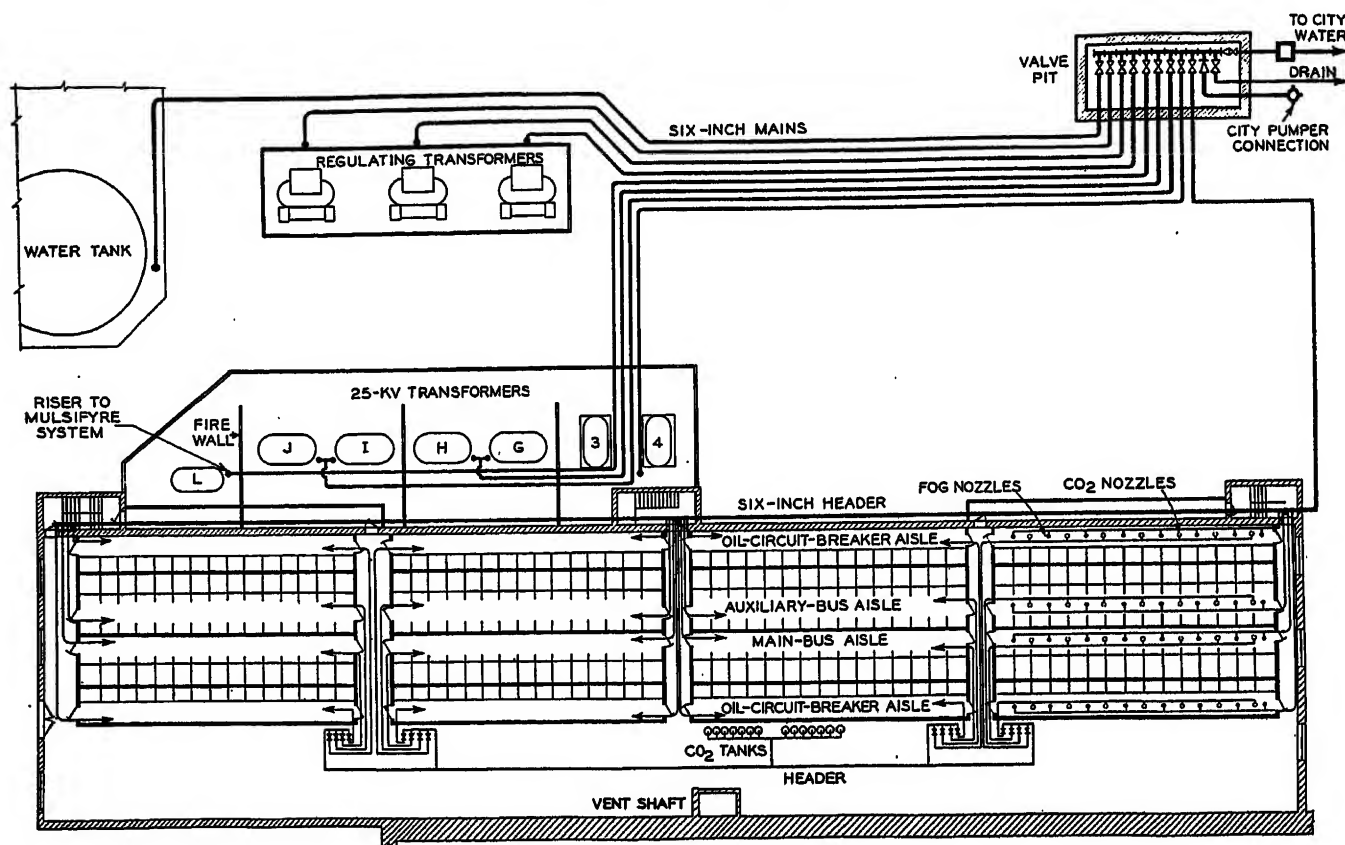 TO CITY
WATER
VALVE
PIT
DRAIN
SIX-INCH MAINS
CITY PUMPER
CONNECTION
REGULATING TRANSFORMERS
WATER TANK
25-KV TRANSFORMERS
RISER TO
MULSIFYRE
SYSTEM
FIRE
WALL
J
I
H
G
3
4
L
SIX-INCH HEADER
FOG NOZZLES
CO2 NOZZLES
OIL-CIRCUIT-BREAKER AISLE
AUXILIARY-BUS AISLE
MAIN-BUS AISLE
OIL-CIRCUIT-BREAKER AISLE
CO2 TANKS
HEADER
VENT SHAFT